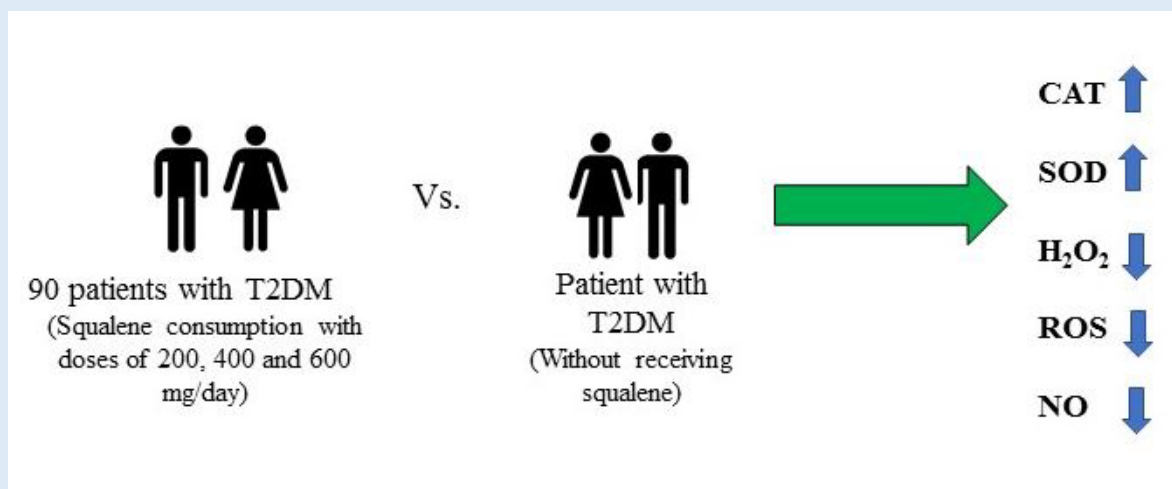 90 patients with T2DM
(Squalene consumption with
doses of 200, 400 and 600
mg/day)
Vs.
Patient with
T2DM
(Without receiving
squalene)
CAT
SOD
H₂O₂
ROS
NO